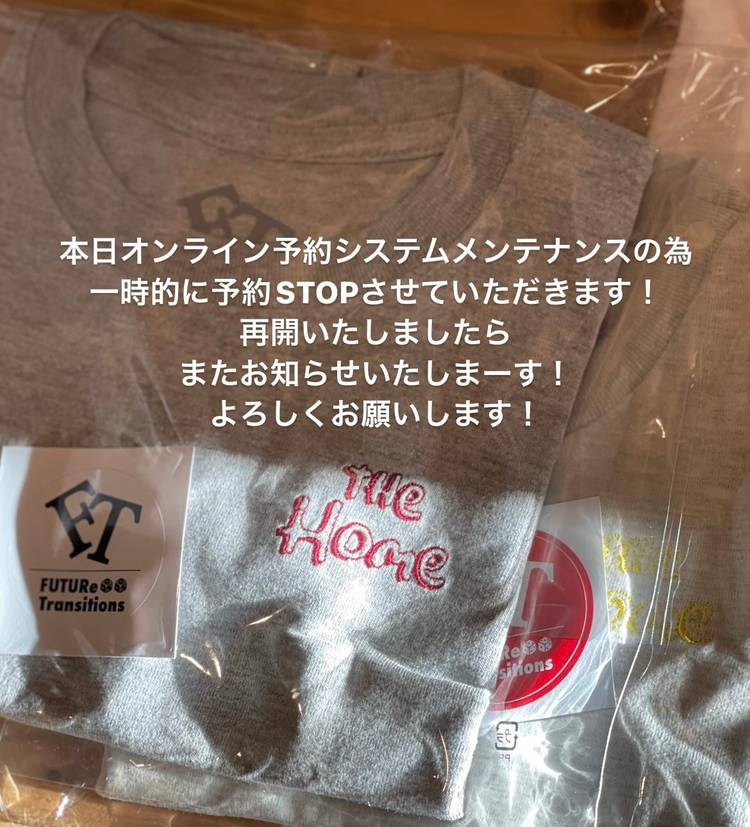 本日オンライン予約システムメンテナンスの為
一時的に予約STOPさせていただきます！
再開いたしましたら
またお知らせいたしまーす！
よろしくお願いします！
FT
THe
Home
FT
FUTURe
Transitions